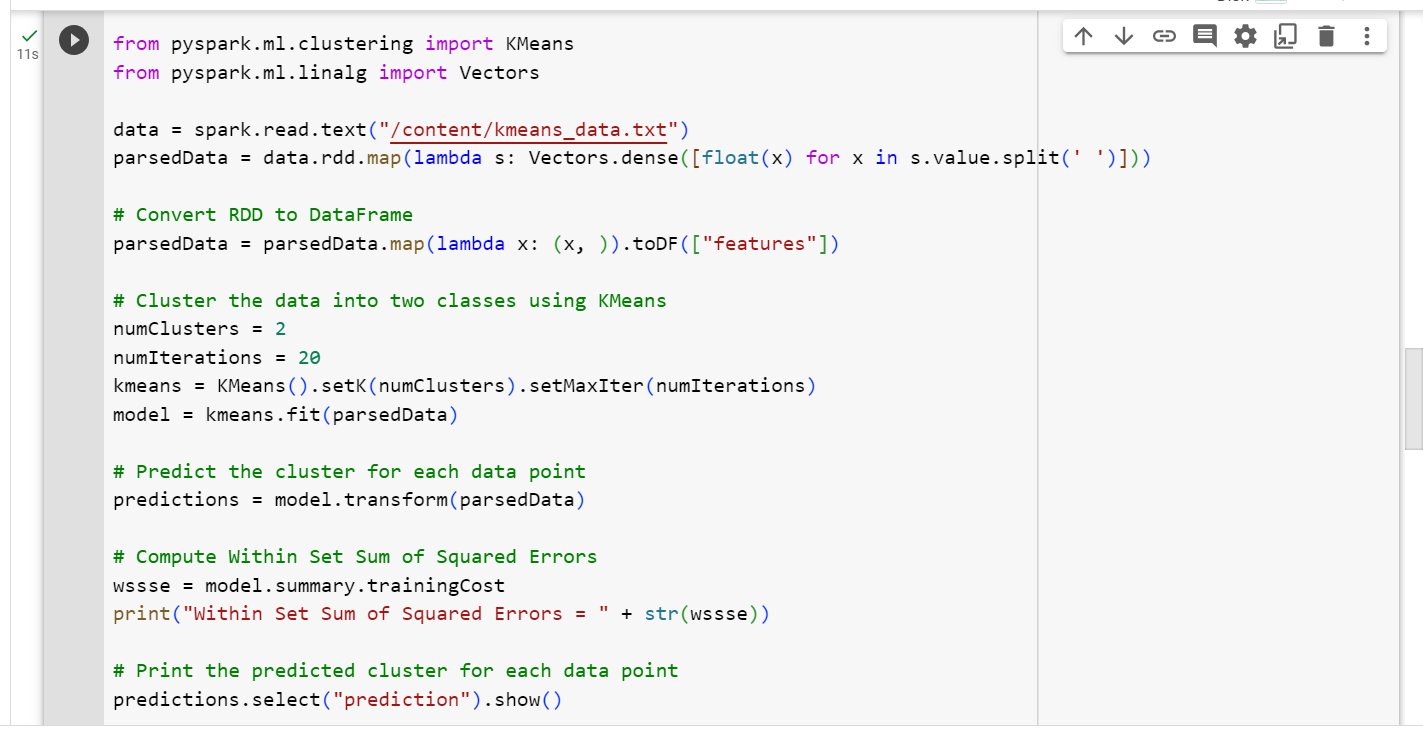 11s
from pyspark.ml.clustering import KMeans
from pyspark.ml.linalg import Vectors
data = spark.read.text("/content/kmeans_data.txt")
parsedData = data.rdd.map(lambda s: Vectors.dense([float(x) for x in s.value.split(' ')]))
# Convert RDD to DataFrame
parsedData = parsedData.map(lambda x: (x, )).toDF(["features"])
# Cluster the data into two classes using KMeans
numClusters = 2
numIterations = 20
kmeans = KMeans().setK(numClusters).setMaxIter(numIterations)
model = kmeans.fit(parsedData)
# Predict the cluster for each data point
predictions = model.transform(parsedData)
# Compute Within Set Sum of Squared Errors
wssse = model.summary.trainingCost
print("Within Set Sum of Squared Errors = " + str(wssse))
# Print the predicted cluster for each data point
predictions.select("prediction").show()